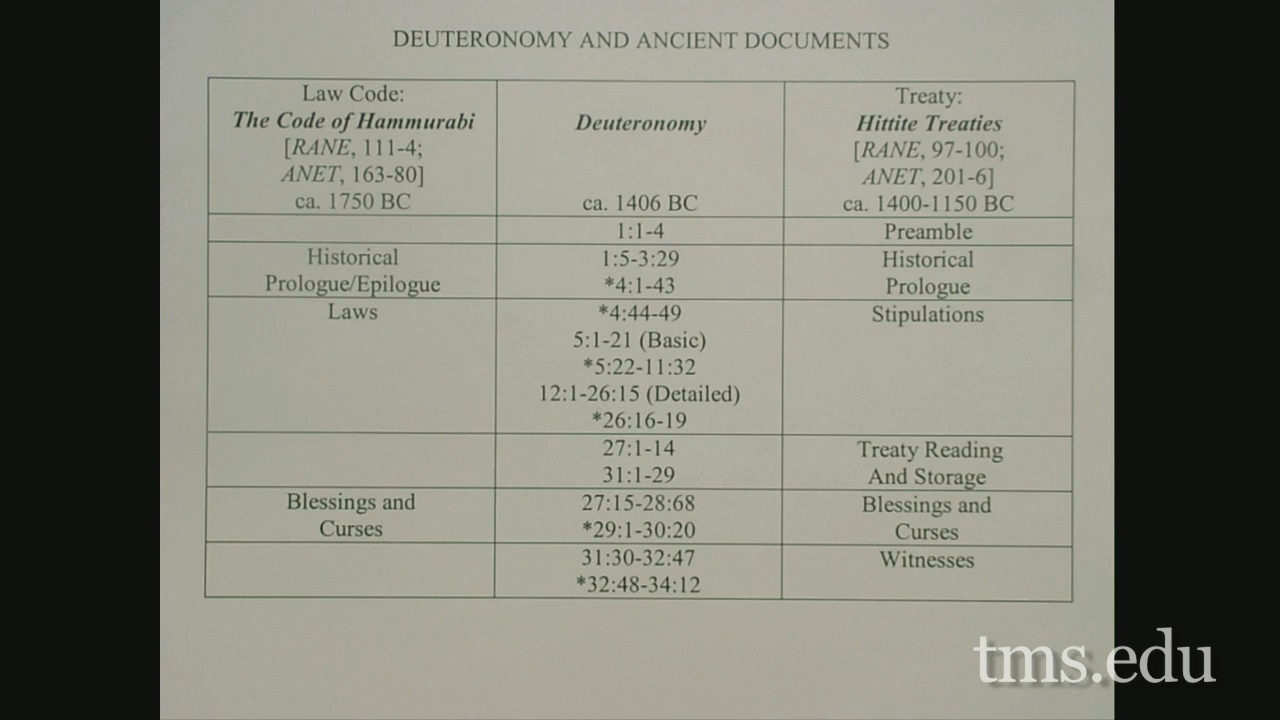 DEUTERONOMY AND ANCIENT DOCUMENTS
Law Code:
The Code of Hammurabi
[RANE, 111-4;
ANET, 163-80]
ca. 1750 BC
Deuteronomy
ca. 1406 BC
Treaty:
Hittite Treaties
[RANE, 97-100;
ANET, 201-6]
ca. 1400-1150 BC
1:1-4
Preamble
Historical
Prologue/Epilogue
1:5-3:29
*4:1-43
Historical
Prologue
Laws
*4:44-49
5:1-21 (Basic)
*5:22-11:32
12:1-26:15 (Detailed)
*26:16-19
Stipulations
27:1-14
31:1-29
Treaty Reading
And Storage
Blessings and
Curses
27:15-28:68
*29:1-30:20
Blessings and
Curses
31:30-32:47
*32:48-34:12
Witnesses
tms.edu